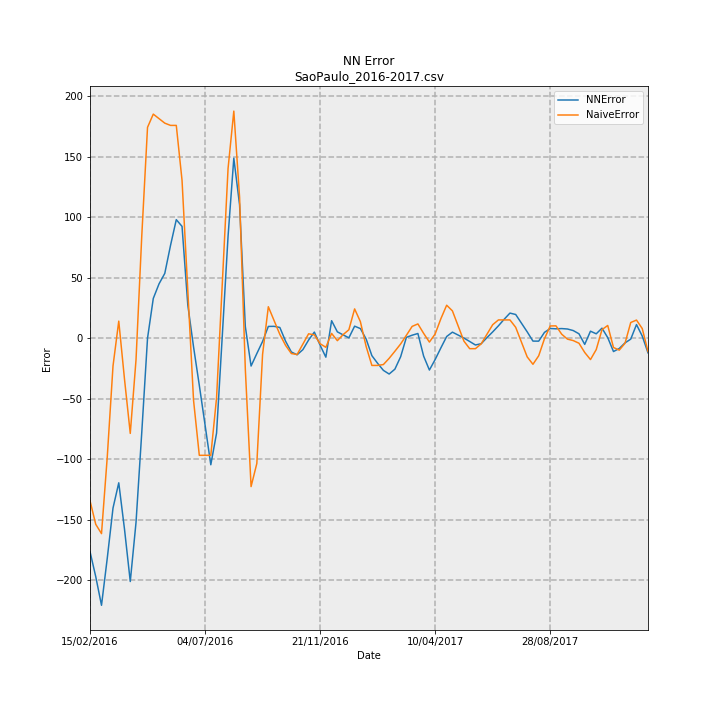 NN Error
SaoPaulo_2016-2017.csv
NNError
NaiveError
200
150
100
50
0
−50
−100
−150
−200
Error
15/02/2016
04/07/2016
21/11/2016
10/04/2017
28/08/2017
Date